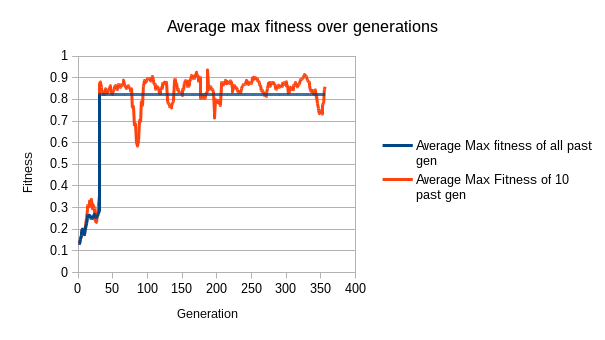 Average max fitness over generations
1
0.9
0.8
0.7
0.6
0.5
0.4
0.3
0.2
0.1
0
Fitness
0 50 100 150 200 250 300 350 400
Generation
Average Max fitness of all past
gen
Average Max Fitness of 10
past gen